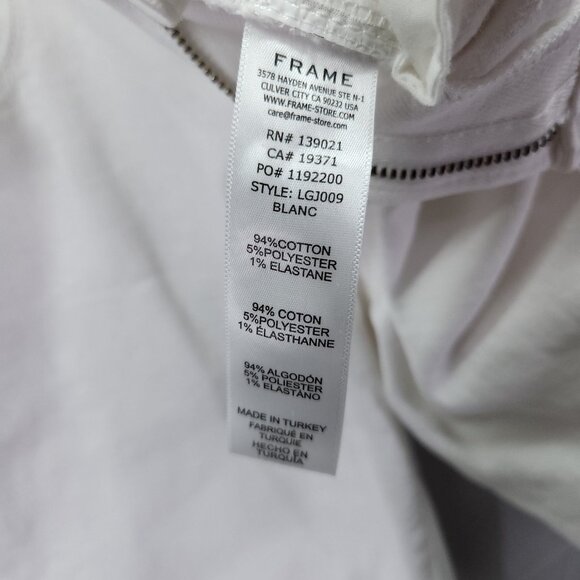 FRAME
3578 HAYDEN AVENUE STE N-1
CULVER CITY CA 90232 USA
WWW.FRAME-STORE.COM
care@frame-store.com
RN# 139021
CA# 19371
PO# 1192200
STYLE: LGJ009
BLANC
94%COTTON
5%POLYESTER
1% ELASTANE
94% COTON
5%POLYESTER
1% ÉLASTHANNE
94% ALGODÓN
5% POLIESTER
1% ELASTANO
MADE IN TURKEY
FABRIQUÉ EN
TURQUIE
HECHO EN
TURQUÍA